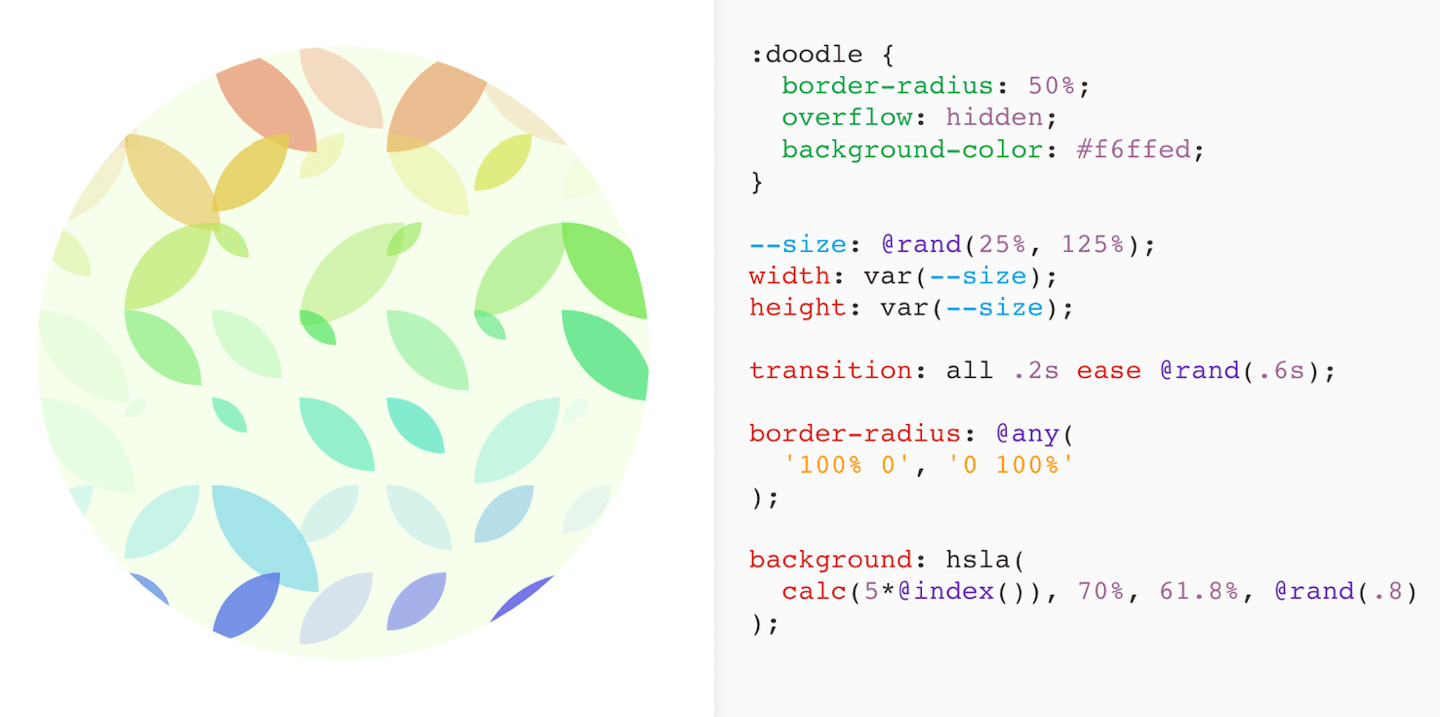 :doodle {
  border-radius: 50%;
  overflow: hidden;
  background-color: #f6ffed;
}
--size: @rand(25%, 125%);
width: var(--size);
height: var(--size);
transition: all .2s ease @rand(.6s);
border-radius: @any(
  '100% 0', '0 100%'
);
background: hsla(
  calc(5*@index()), 70%, 61.8%, @rand(.8)
);